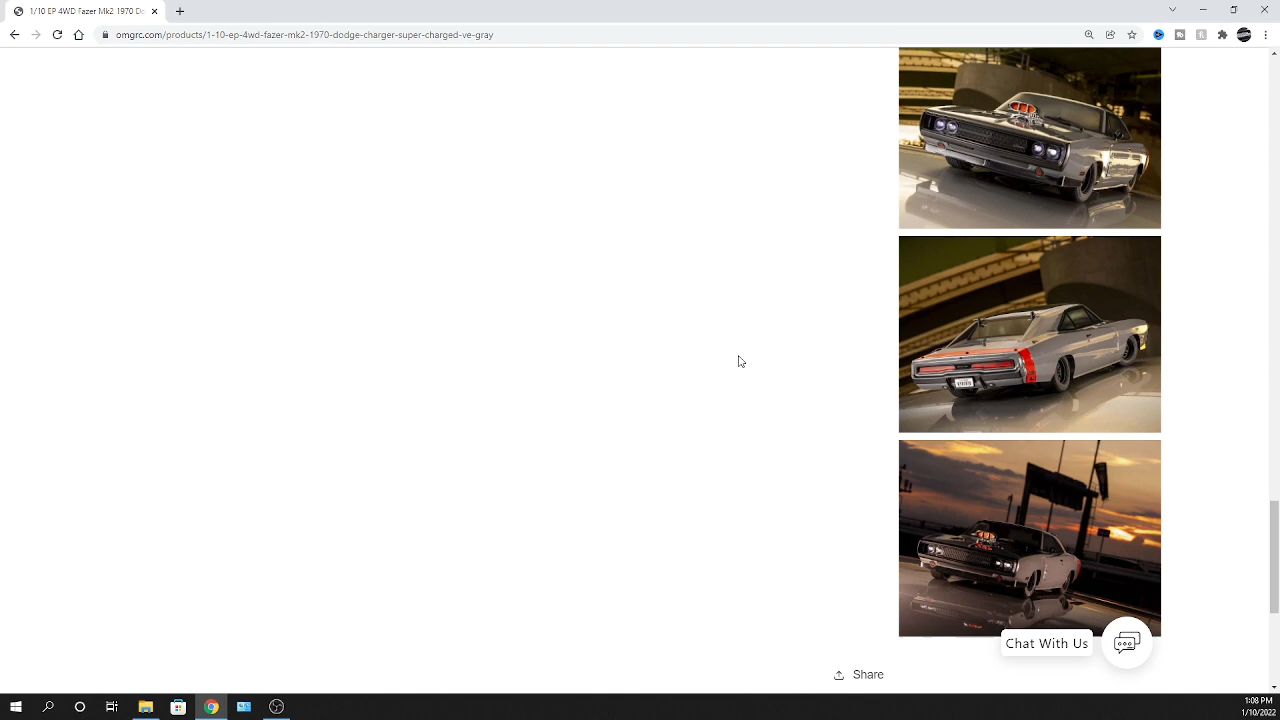 1/10 EP 4WD Fazer Mk2 1970 Do
omgrc.com/products/1-10-ep-4wd-fazer-mk2-1970-dodge-charger-super-charged-ve-gray
Chat With Us
Share
1:08 PM
1/10/2022